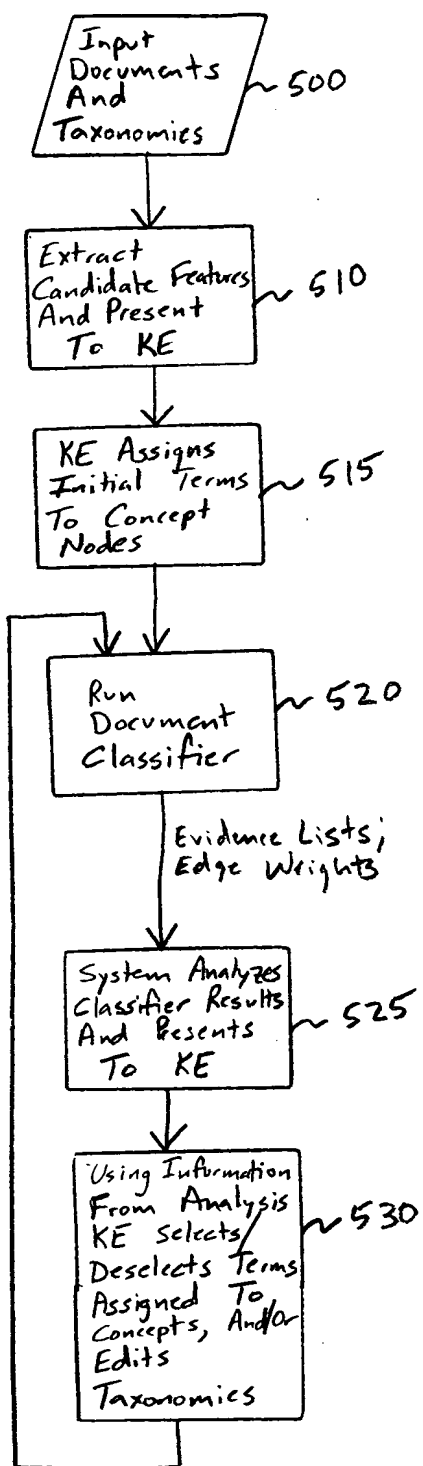 Input
Documents
And
Taxonomies
500
Extract
Candidate Features
And Present
To KE
510
KE Assigns
Initial Terms
To Concept
Nodes
515
Run
Document
Classifier
520
Evidence Lists;
Edge Weights
System Analyzes
Classifier Results
And Presents
To KE
525
Using Information
From Analysis
KE Selects/
Deselects Terms
Assigned To
Concepts, And/Or
Edits
Taxonomies
530